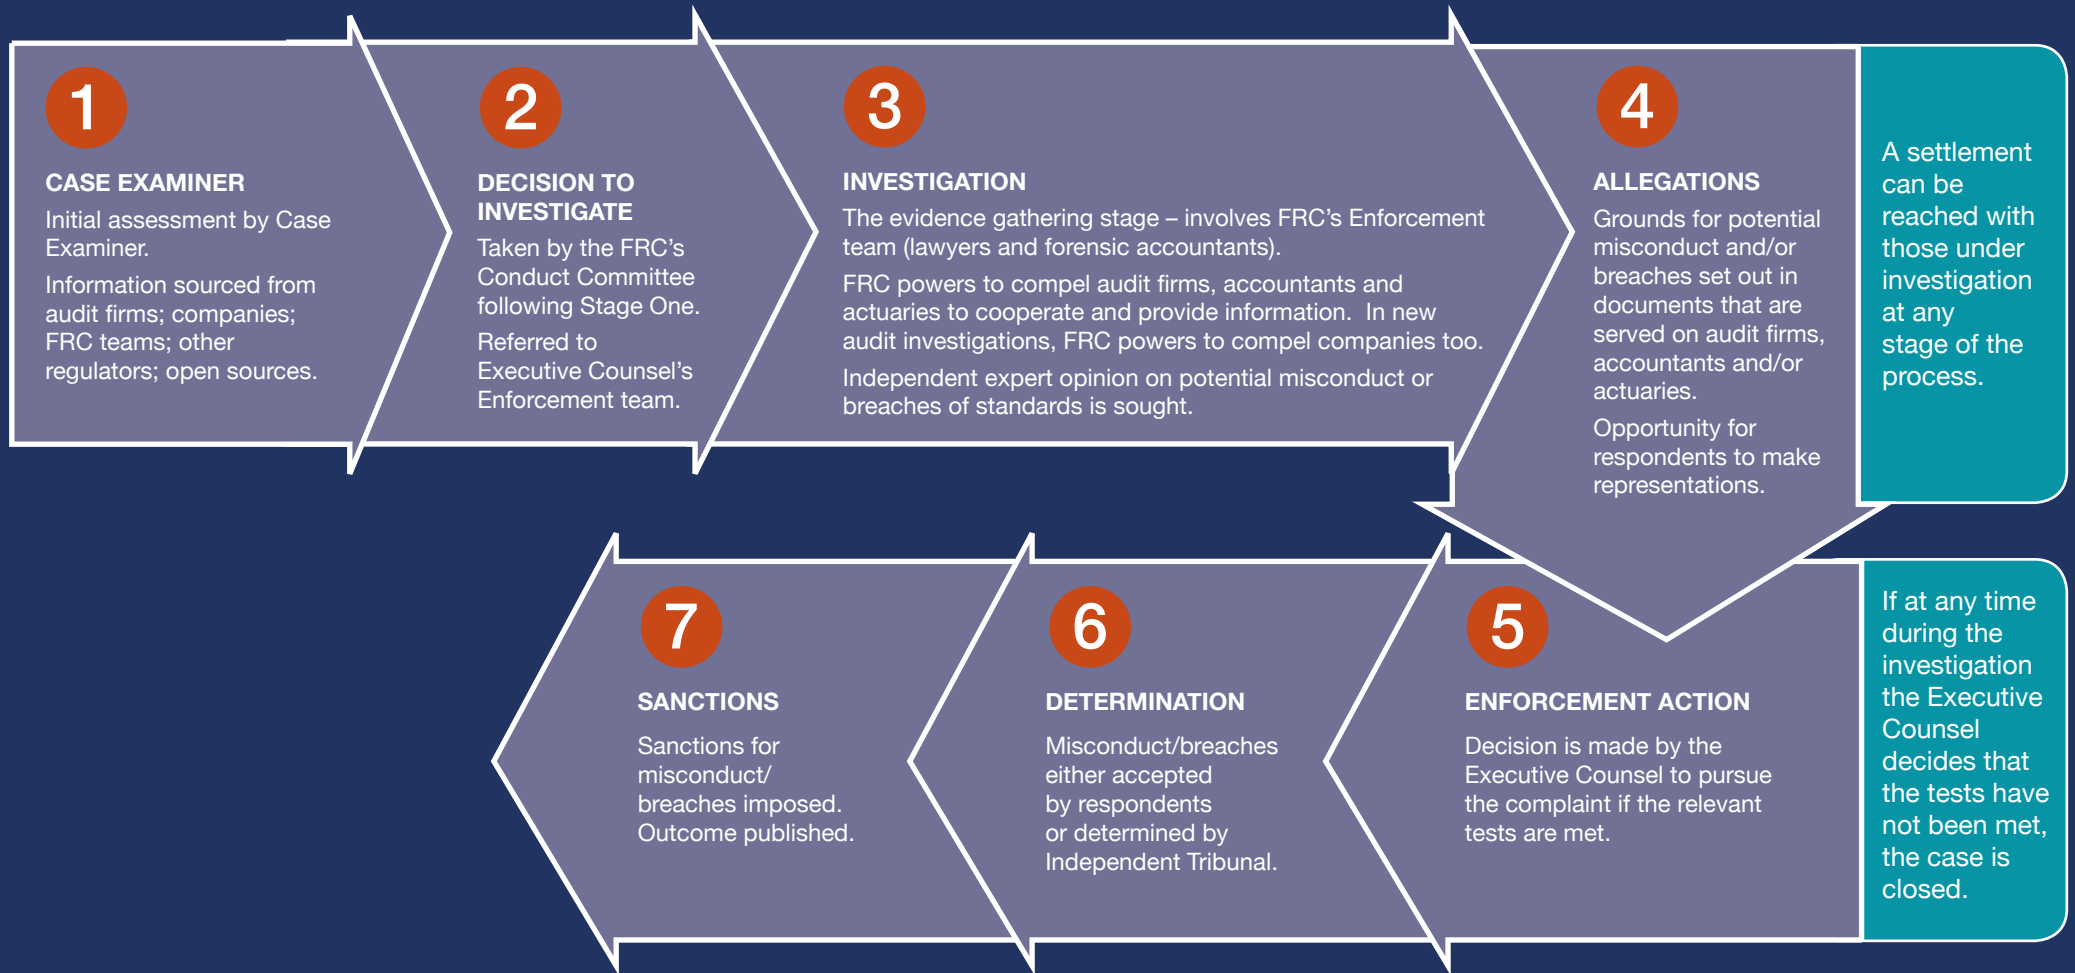 1
CASE EXAMINER
Initial assessment by Case
Examiner.
Information sourced from
audit firms; companies;
FRC teams; other
regulators; open sources.
2
DECISION TO
INVESTIGATE
Taken by the FRC’s
Conduct Committee
following Stage One.
Referred to
Executive Counsel’s
Enforcement team.
3
INVESTIGATION
The evidence gathering stage – involves FRC’s Enforcement
team (lawyers and forensic accountants).
FRC powers to compel audit firms, accountants and
actuaries to cooperate and provide information.  In new
audit investigations, FRC powers to compel companies too.
Independent expert opinion on potential misconduct or
breaches of standards is sought.
4
ALLEGATIONS
Grounds for potential
misconduct and/or
breaches set out in
documents that are
served on audit firms,
accountants and/or
actuaries.
Opportunity for
respondents to make
representations.
A settlement
can be
reached with
those under
investigation
at any
stage of the
process.
5
ENFORCEMENT ACTION
Decision is made by the
Executive Counsel to pursue
the complaint if the relevant
tests are met.
6
DETERMINATION
Misconduct/breaches
either accepted
by respondents
or determined by
Independent Tribunal.
7
SANCTIONS
Sanctions for
misconduct/
breaches imposed.
Outcome published.
If at any time
during the
investigation
the Executive
Counsel
decides that
the tests have
not been met,
the case is
closed.